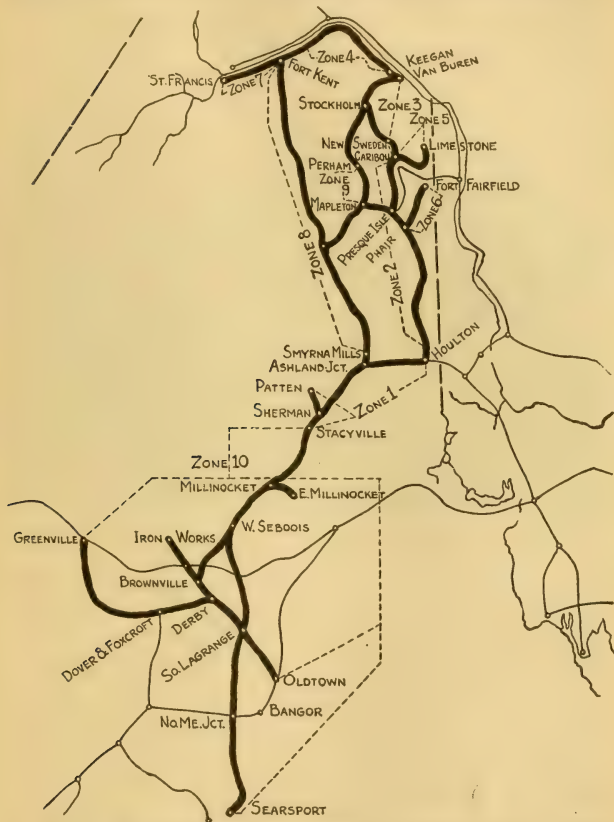 ZONE 4
KEEGAN
VAN BUREN
ST. FRANCIS
ZONE 7
FORT KENT
STOCKHOLM
ZONE 3
ZONE 5
NEW SWEDEN
CARIBOU
LIMESTONE
PERHAM
ZONE
9
FORT FAIRFIELD
MAPLETON
ZONE 6
PRESQUE ISLE
PHAIR
ZONE 8
ZONE 2
SMYRNA MILLS
ASHLAND JCT.
HOULTON
PATTEN
ZONE 1
SHERMAN
STACYVILLE
ZONE 10
MILLINOCKET
E. MILLINOCKET
GREENVILLE
IRON WORKS
W. SEBOOIS
BROWNVILLE
DERBY
DOVER & FOXCROFT
SO. LAGRANGE
OLDTOWN
NO. ME. JCT.
BANGOR
SEARSPORT